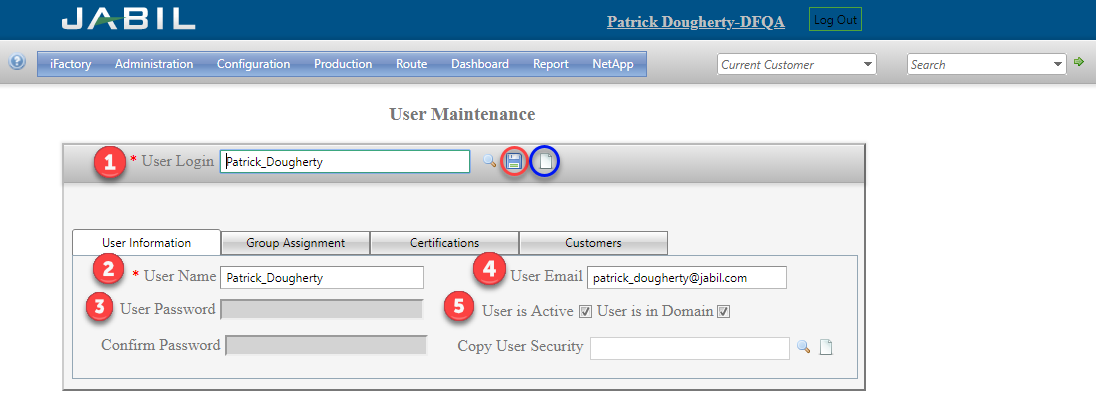 JABIL
Patrick Dougherty-DFQA Log Out
? iFactory Administration Configuration Production Route Dashboard Report NetApp Current Customer Search
User Maintenance
1 * User Login Patrick_Dougherty
User Information Group Assignment Certifications Customers
2 * User Name Patrick_Dougherty 4 User Email patrick_dougherty@jabil.com
3 User Password 5 User is Active User is in Domain
Confirm Password Copy User Security